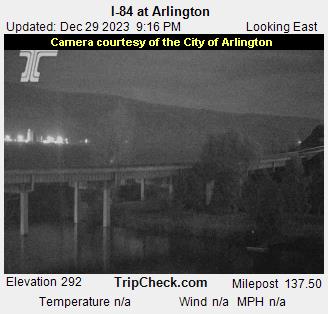 I-84 at Arlington
Updated: Dec 29 2023 9:16 PM Looking East
Camera courtesy of the City of Arlington
Elevation 292 TripCheck.com Milepost 137.50
Temperature n/a Wind n/a MPH n/a